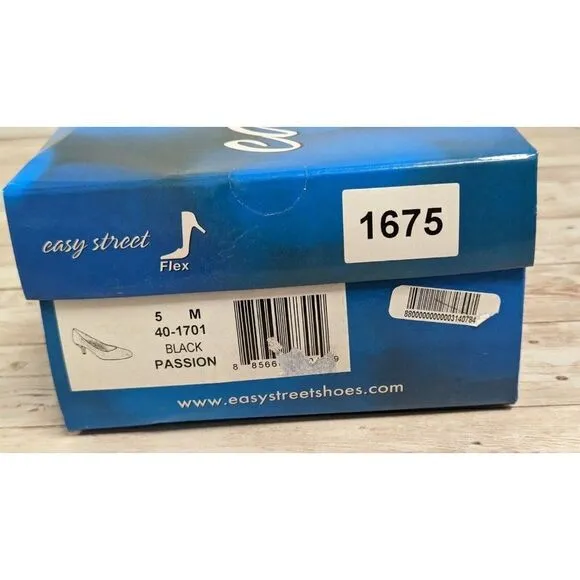 easy street
Flex
1675
5 M
40-1701
BLACK
PASSION
www.easystreetshoes.com